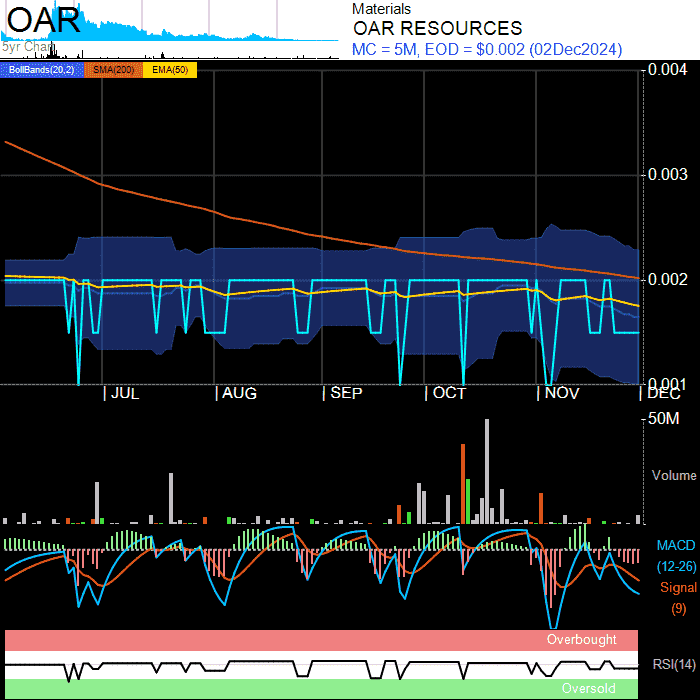 OAR
5yr Chart
Materials
OAR RESOURCES
MC = 5M, EOD = $0.002 (02Dec2024)
BollBands(20,2) SMA(200) EMA(50)
0.004
0.003
0.002
0.001
JUL AUG SEP OCT NOV DEC
50M
Volume
MACD
(12-26)
Signal
(9)
Overbought
RSI(14)
Oversold